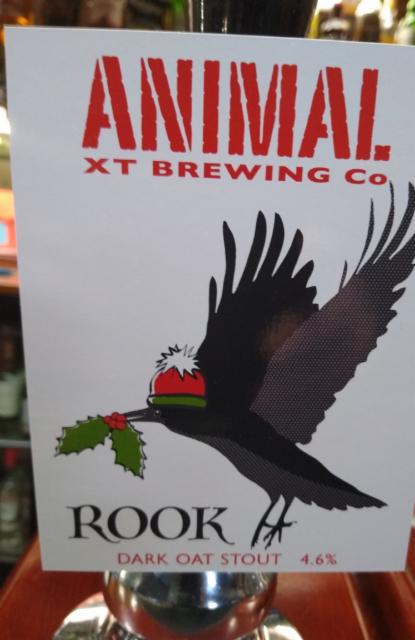 ANIMAL
XT BREWING Co
ROOK
DARK OAT STOUT 4.6%